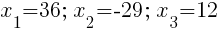 x₁=36; x₂=-29; x₃=12